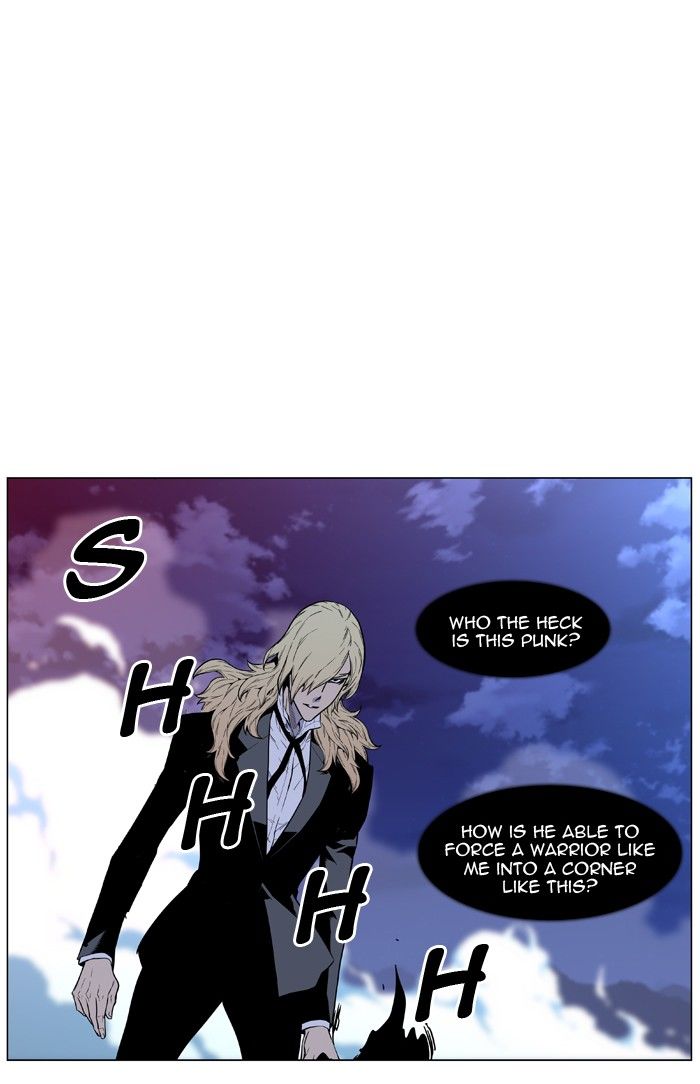 S
H
H
H
H
WHO THE HECK
IS THIS PUNK?
HOW IS HE ABLE TO
FORCE A WARRIOR LIKE
ME INTO A CORNER
LIKE THIS?